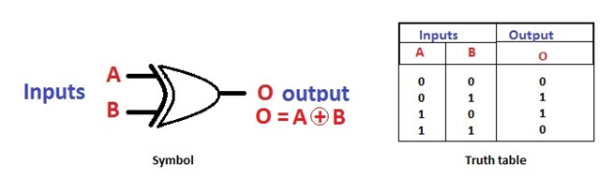 Inputs
A
B
O output
O = A ⊕ B
Symbol
Inputs Output
A B O
0 0 0
0 1 1
1 0 1
1 1 0
Truth table